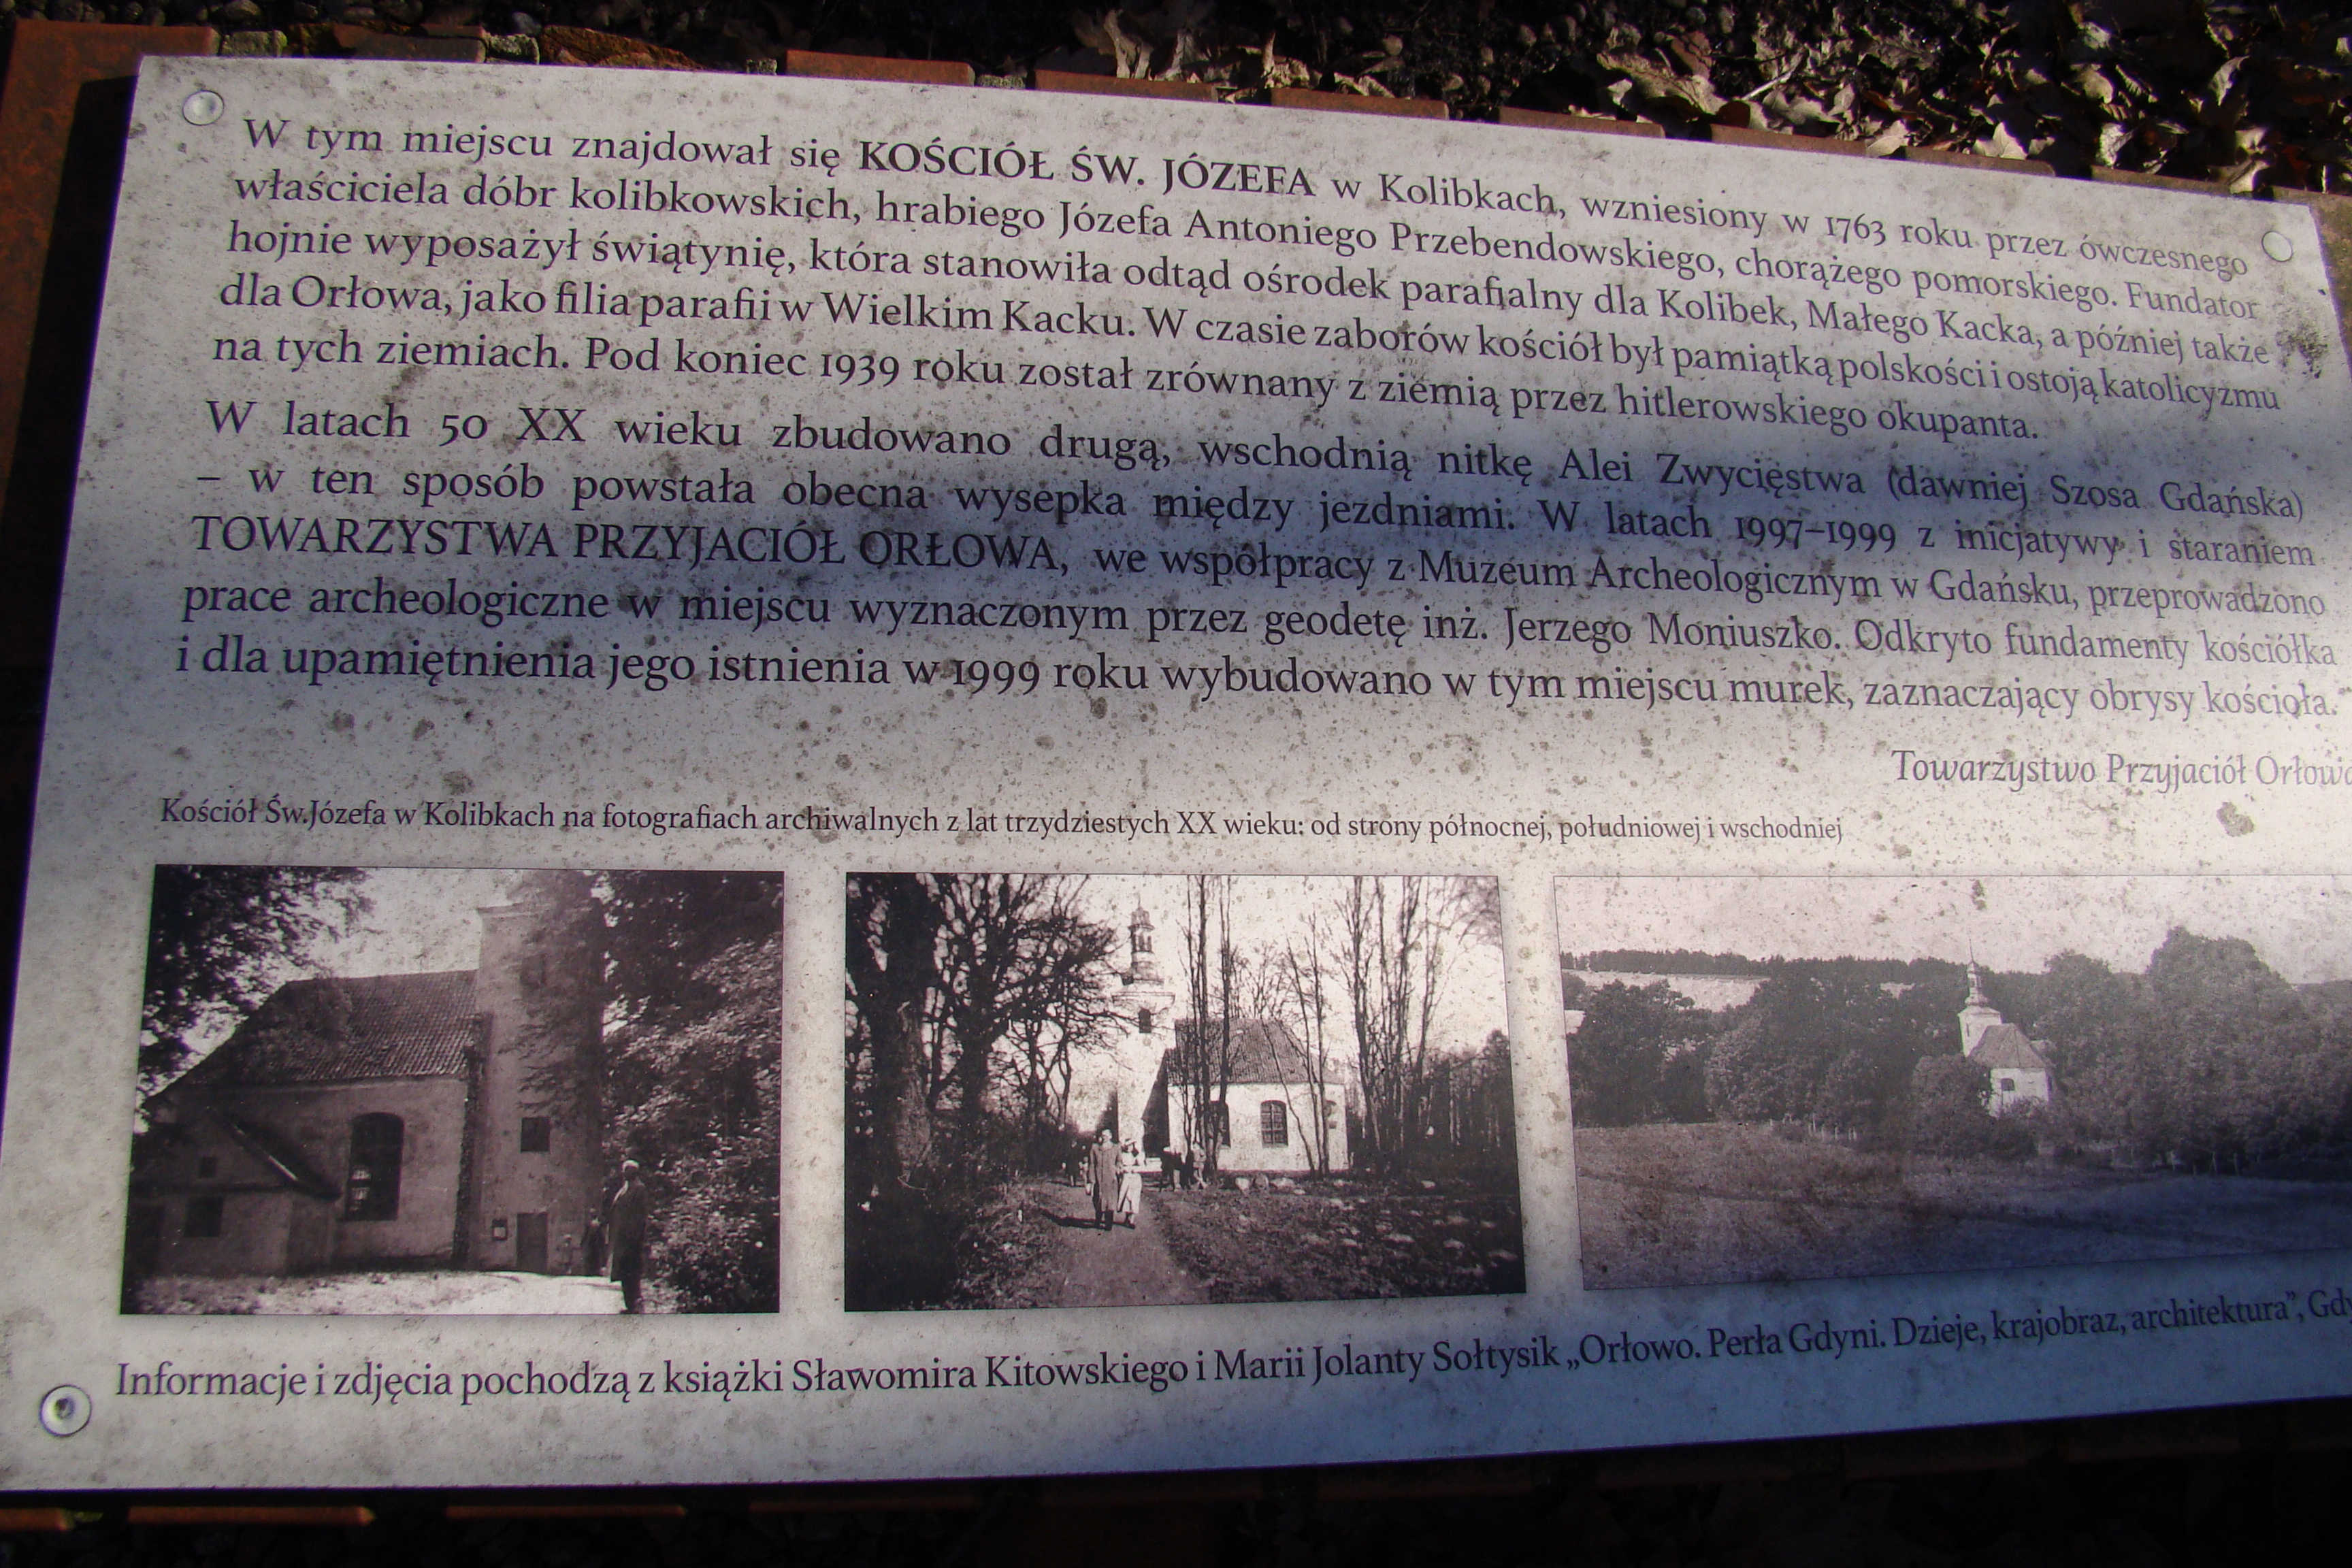 W tym miejscu znajdował się KOŚCIÓŁ ŚW. JÓZEFA w Kolibkach, wzniesiony w 1763 roku przez ówczesnego
właściciela dóbr kolibkowskich, hrabiego Józefa Antoniego Przebendowskiego, chorążego pomorskiego. Fundator
hojnie wyposażył świątynię, która stanowiła odtąd ośrodek parafialny dla Kolibek, Małego Kacka, a później także
dla Orłowa, jako filia parafii w Wielkim Kacku. W czasie zaborów kościół był pamiątką polskości i ostoją katolicyzmu
na tych ziemiach. Pod koniec 1939 roku został zrównany z ziemią przez hitlerowskiego okupanta.
W latach 50 XX wieku zbudowano drugą, wschodnią nitkę Alei Zwycięstwa (dawniej Szosa Gdańska)
– w ten sposób powstała obecna wysepka między jezdniami. W latach 1997–1999 z inicjatywy i staraniem
TOWARZYSTWA PRZYJACIÓŁ ORŁOWA, we współpracy z Muzeum Archeologicznym w Gdańsku, przeprowadzono
prace archeologiczne w miejscu wyznaczonym przez geodetę inż. Jerzego Moniuszko. Odkryto fundamenty kościółka
i dla upamiętnienia jego istnienia w 1999 roku wybudowano w tym miejscu murek, zaznaczający obrysy kościoła.
Towarzystwo Przyjaciół Orłowa
Kościół Św.Józefa w Kolibkach na fotografiach archiwalnych z lat trzydziestych XX wieku: od strony północnej, południowej i wschodniej
Informacje i zdjęcia pochodzą z książki Sławomira Kitowskiego i Marii Jolanty Sołtysik „Orłowo. Perła Gdyni. Dzieje, krajobraz, architektura”,